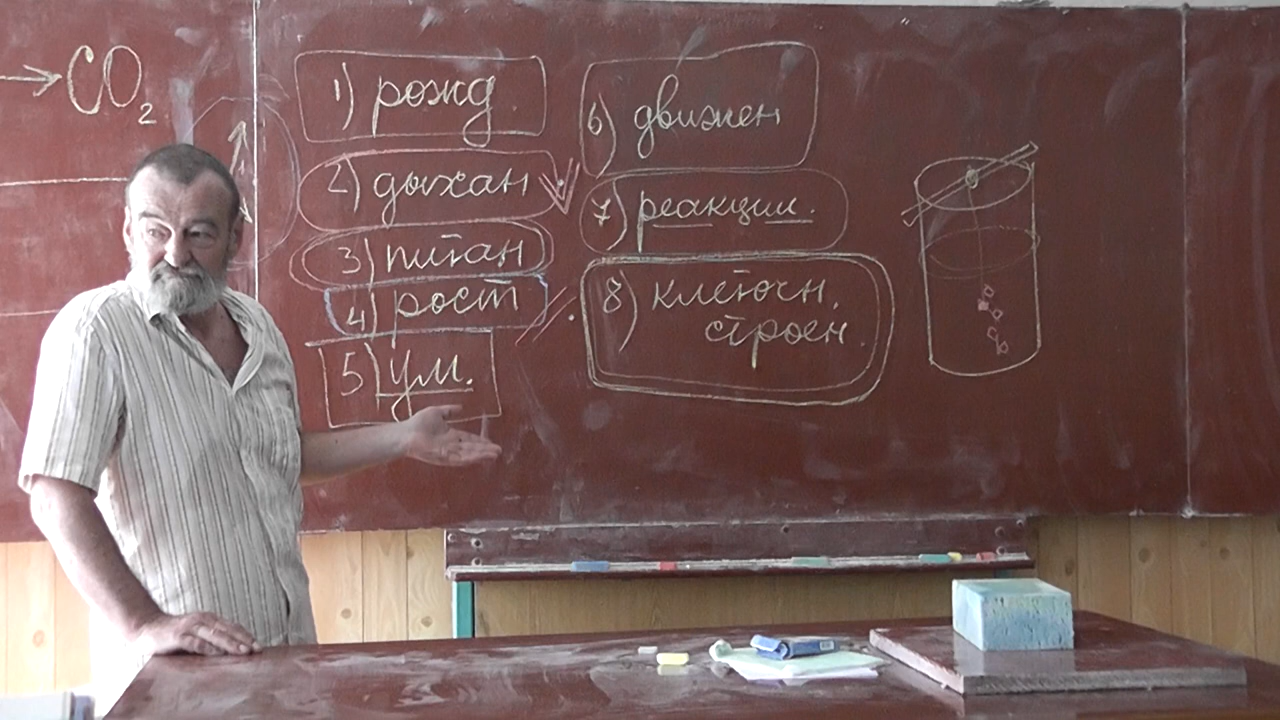 CO₂
1) рожд.
2) дыхан
3) питан
4) рост
5) ум.
6) движен
7) реакции.
8) клеточн.
строен.